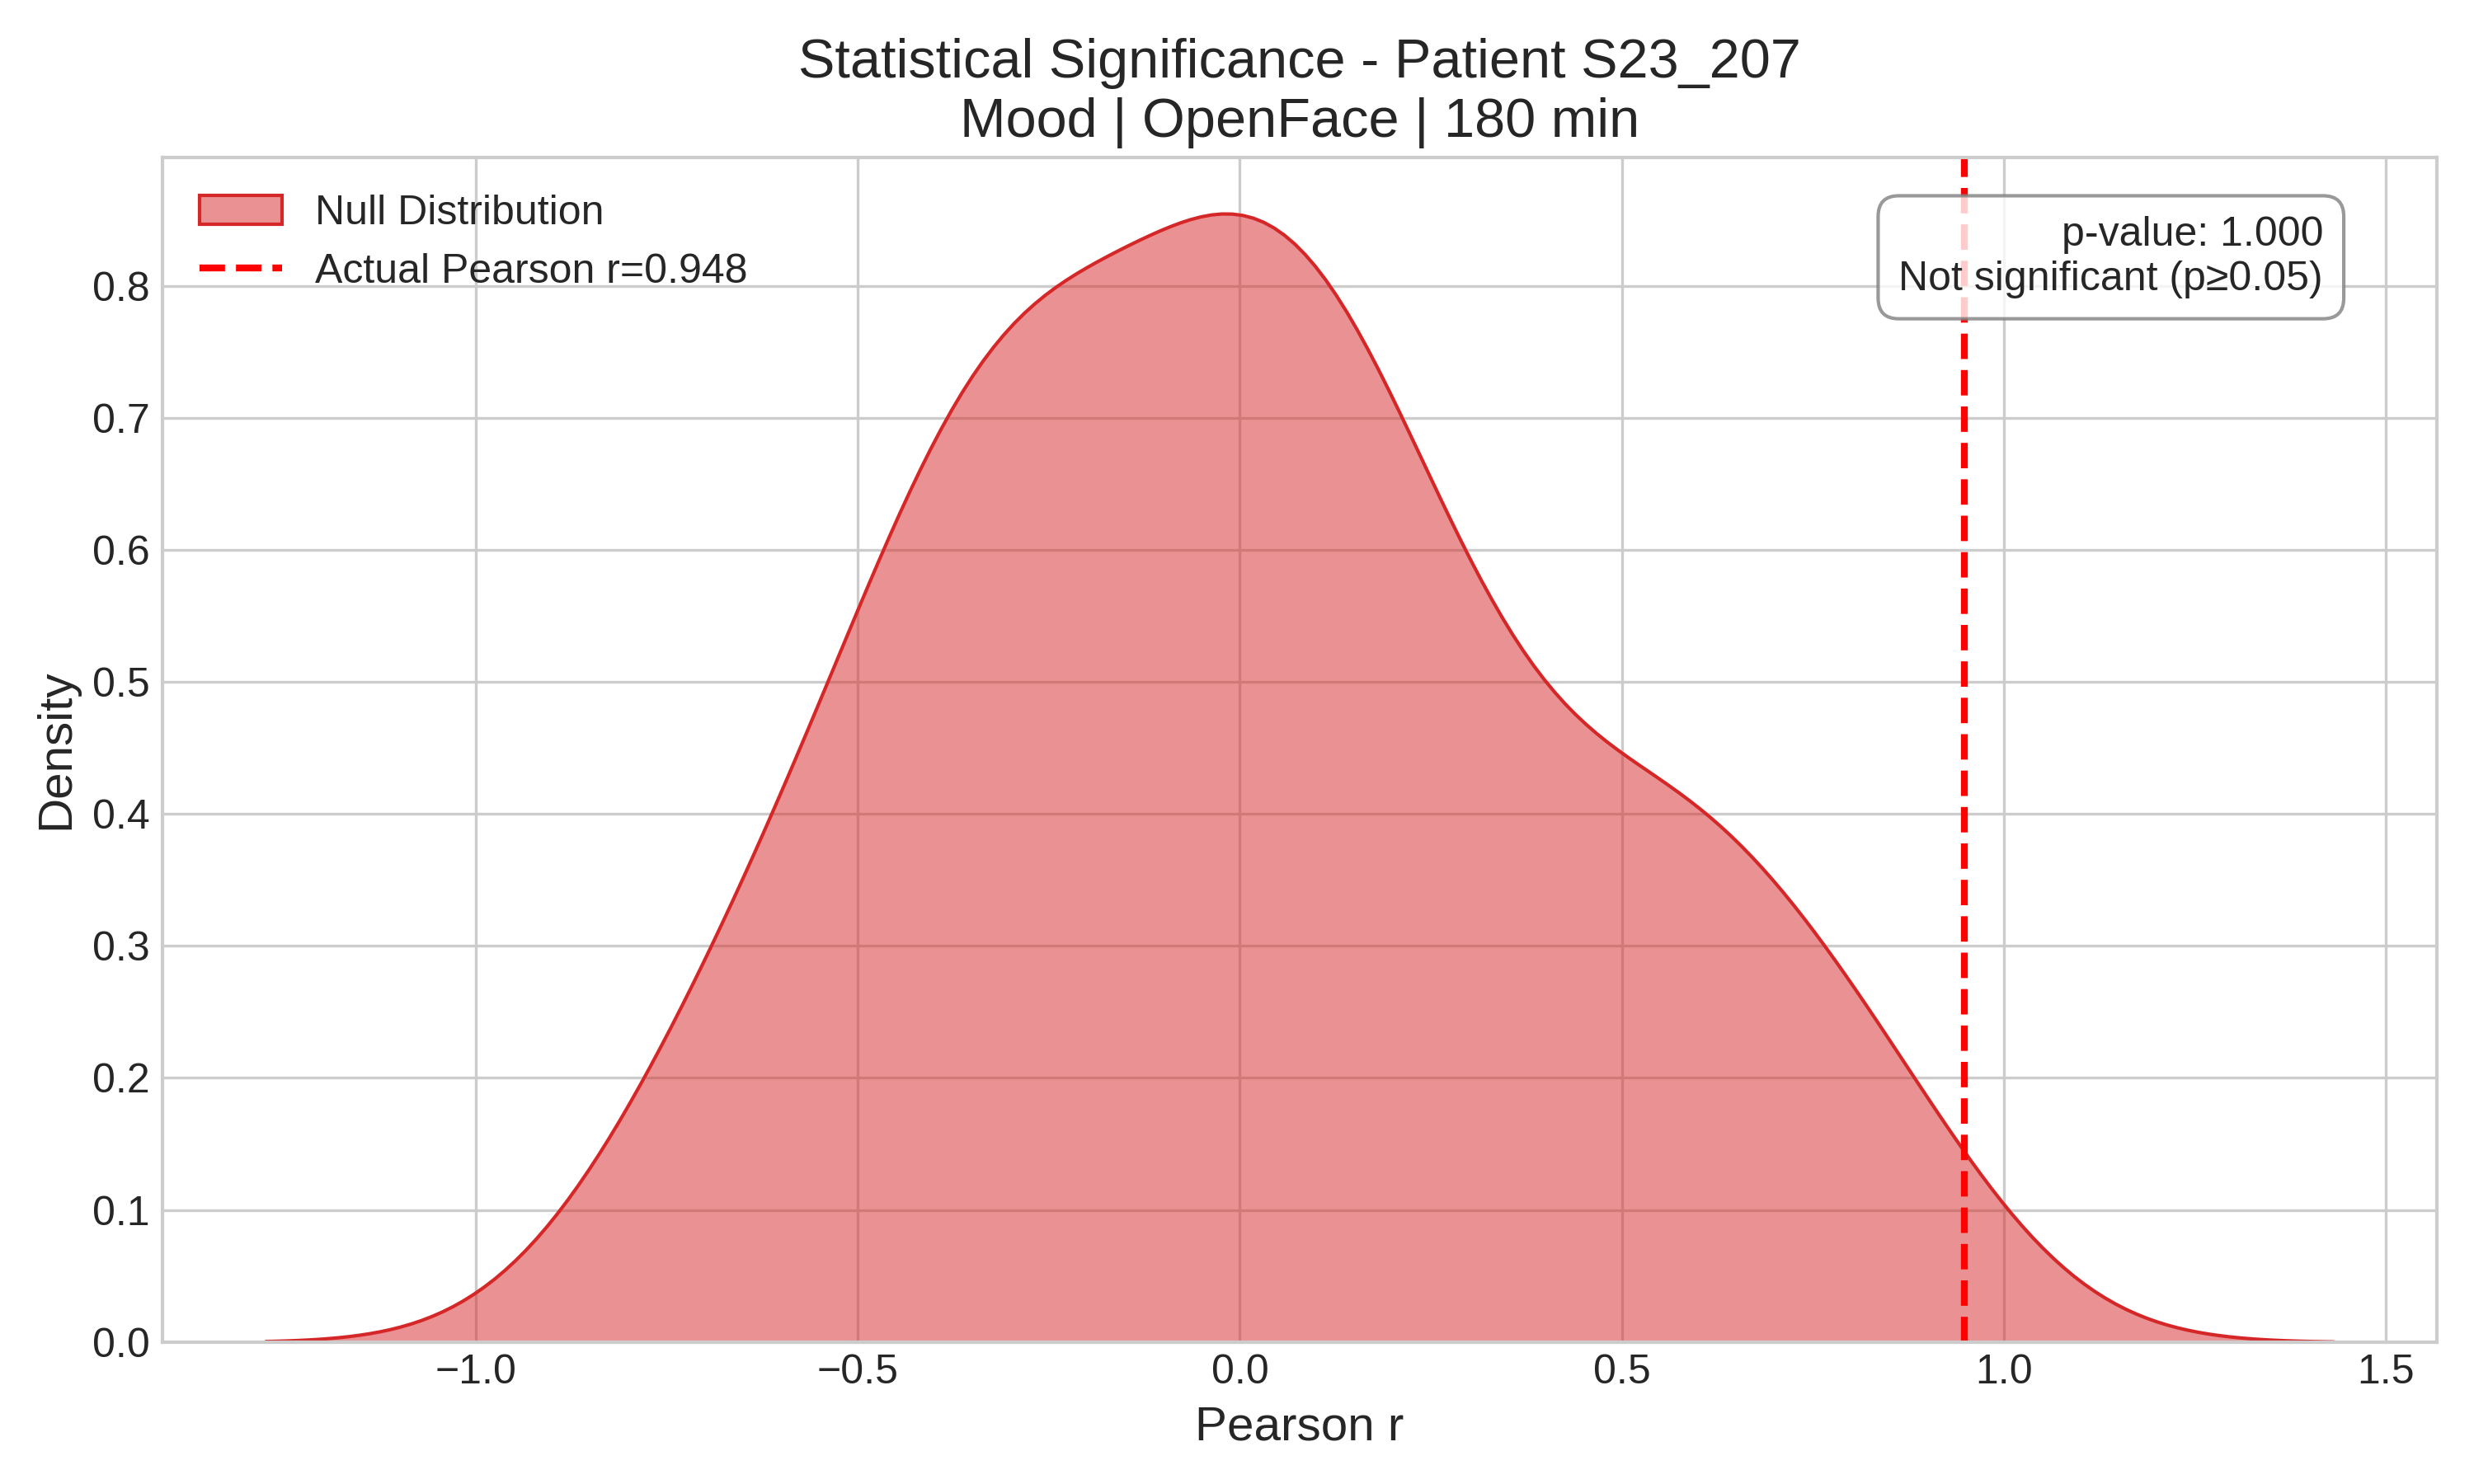 Statistical Significance - Patient S23_207
Mood | OpenFace | 180 min
Null Distribution
Actual Pearson r=0.948
p-value: 1.000
Not significant (p≥0.05)
Density
0.8
0.7
0.6
0.5
0.4
0.3
0.2
0.1
0.0
−1.0
−0.5
0.0
0.5
1.0
1.5
Pearson r